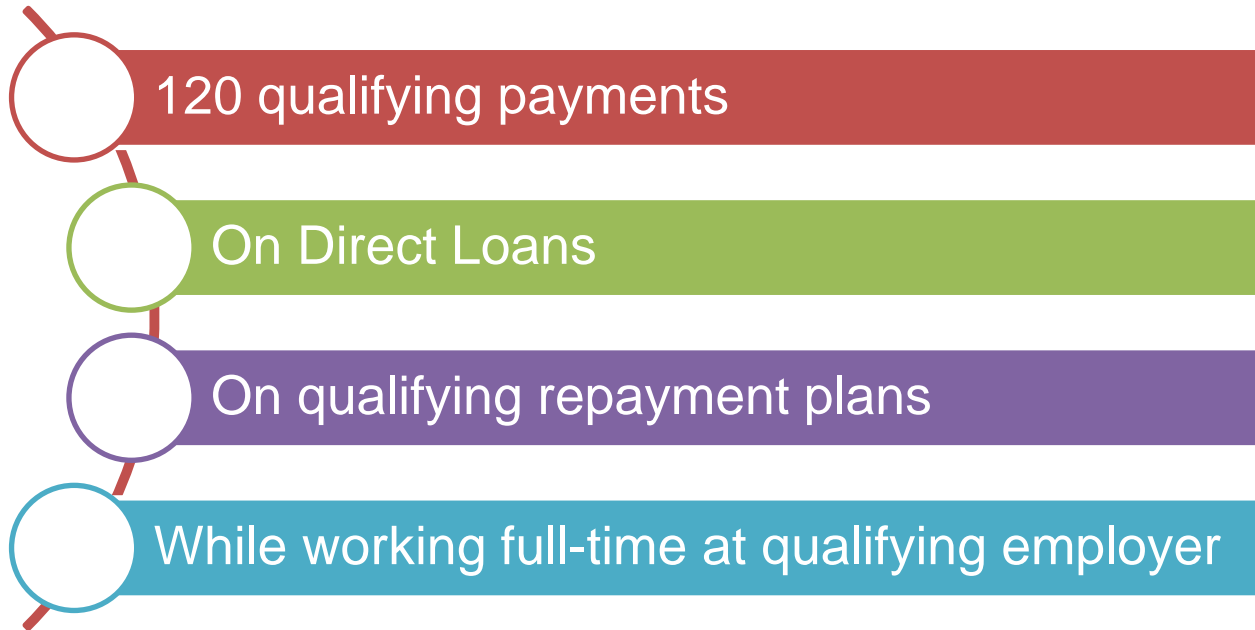 120 qualifying payments
On Direct Loans
On qualifying repayment plans
While working full-time at qualifying employer